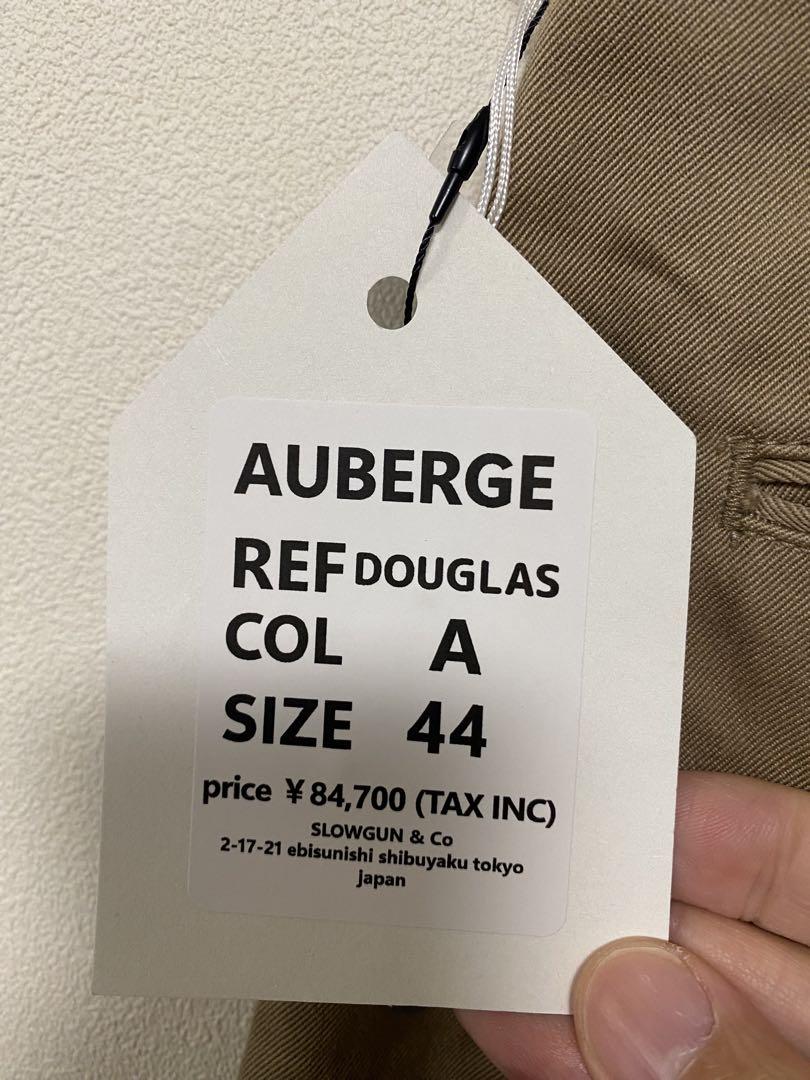 AUBERGE
REF DOUGLAS
COL A
SIZE 44
price ¥84,700 (TAX INC)
SLOWGUN & Co
2-17-21 ebisunishi shibuyaku tokyo
japan